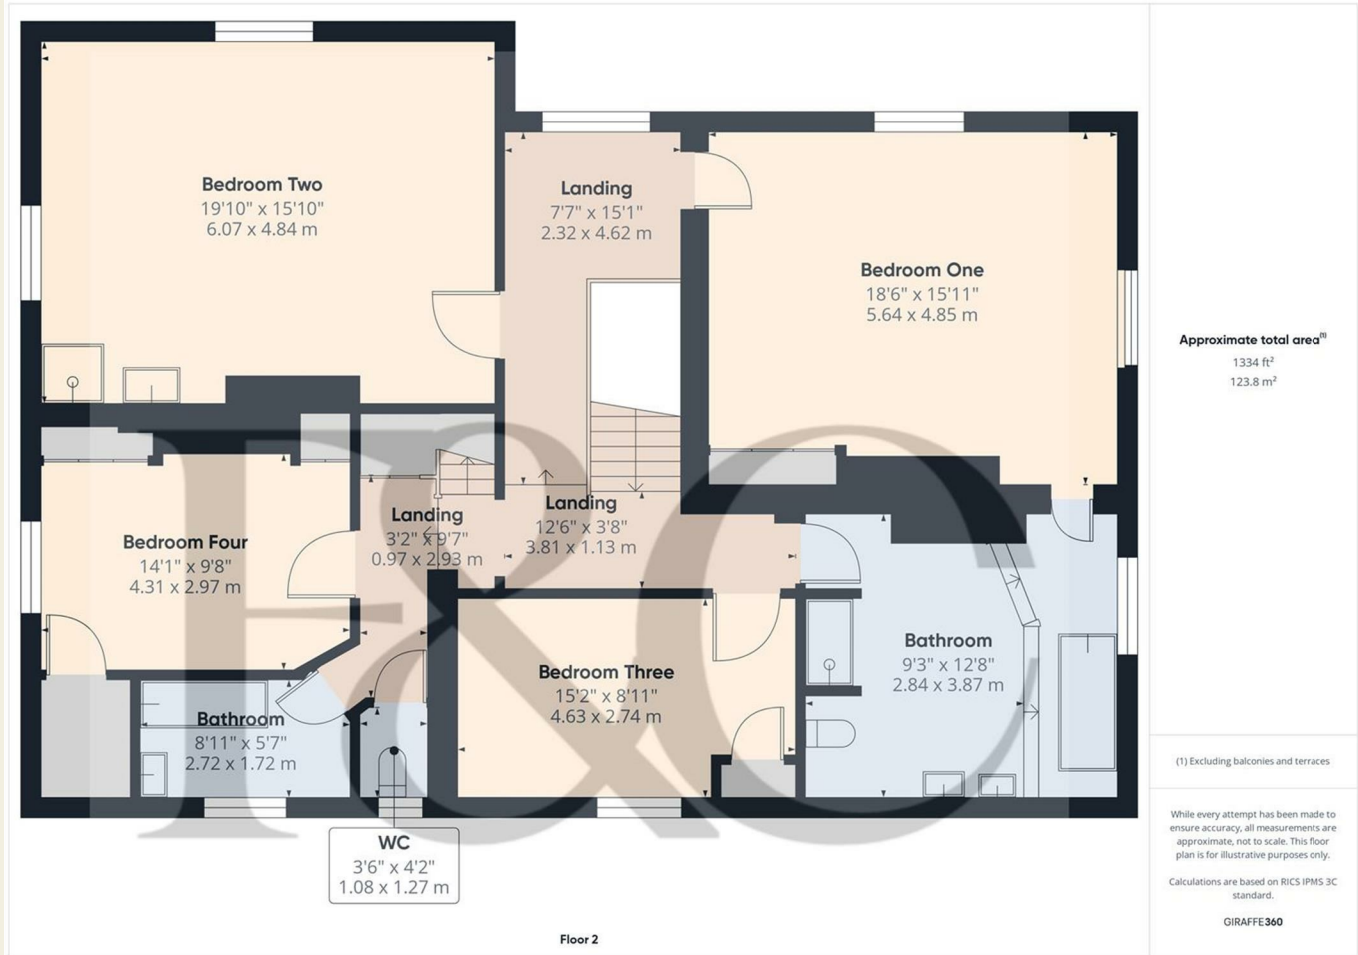 Bedroom Two
19'10" x 15'10"
6.07 x 4.84 m
Landing
7'7" x 15'1"
2.32 x 4.62 m
Bedroom One
18'6" x 15'11"
5.64 x 4.85 m
Landing
3'2" x 9'7"
0.97 x 2.93 m
Landing
12'6" x 3'8"
3.81 x 1.13 m
Bedroom Four
14'1" x 9'8"
4.31 x 2.97 m
Bathroom
8'11" x 5'7"
2.72 x 1.72 m
Bedroom Three
15'2" x 8'11"
4.63 x 2.74 m
Bathroom
9'3" x 12'8"
2.84 x 3.87 m
WC
3'6" x 4'2"
1.08 x 1.27 m
F&C
Floor 2
Approximate total area⁽¹⁾
1334 ft²
123.8 m²
(1) Excluding balconies and terraces
While every attempt has been made to
ensure accuracy, all measurements are
approximate, not to scale. This floor
plan is for illustrative purposes only.
Calculations are based on RICS IPMS 3C
standard.
GIRAFFE360